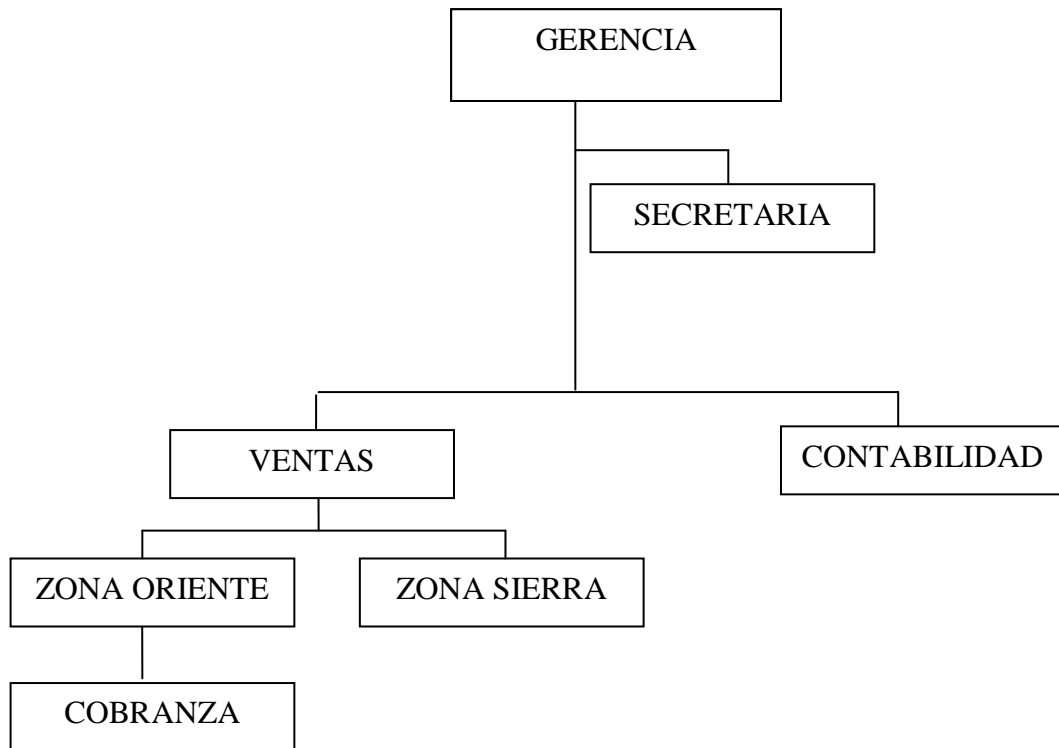 GERENCIA
SECRETARIA
VENTAS
CONTABILIDAD
ZONA ORIENTE
ZONA SIERRA
COBRANZA